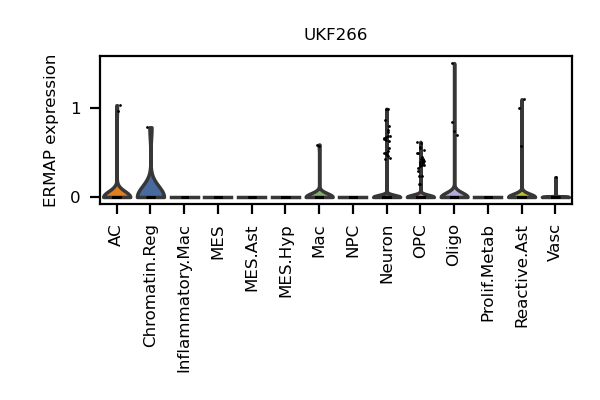 UKF266
ERMAP expression
1
0
AC
Chromatin.Reg
Inflammatory.Mac
MES
MES.Ast
MES.Hyp
Mac
NPC
Neuron
OPC
Oligo
Prolif.Metab
Reactive.Ast
Vasc